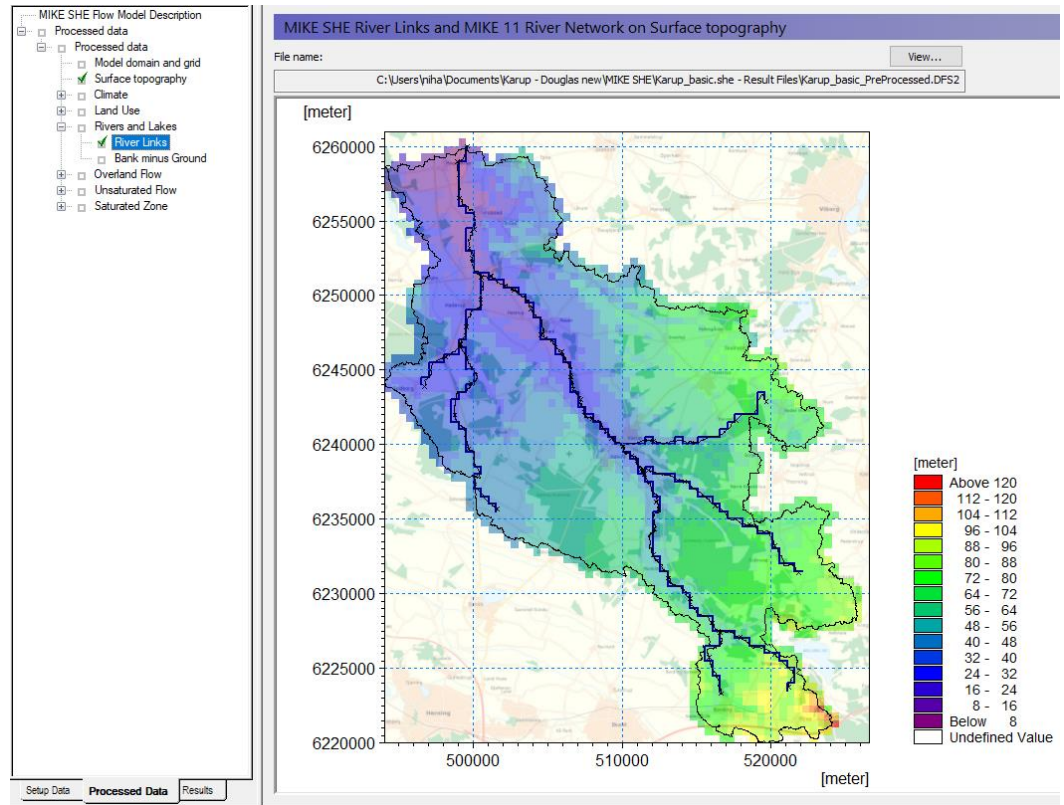 MIKE SHE Flow Model Description
Processed data
Processed data
Model domain and grid
Surface topography
Climate
Land Use
Rivers and Lakes
River Links
Bank minus Ground
Overland Flow
Unsaturated Flow
Saturated Zone
Setup Data Processed Data Results
MIKE SHE River Links and MIKE 11 River Network on Surface topography
File name:
View...
C:\Users\niha\Documents\Karup - Douglas new\MIKE SHE\Karup_basic.she - Result Files\Karup_basic_PreProcessed.DFS2
[meter]
6260000
6255000
6250000
6245000
6240000
6235000
6230000
6225000
6220000
500000 510000 520000
[meter]
Viborg
Herning
[meter]
Above 120
112 - 120
104 - 112
96 - 104
88 - 96
80 - 88
72 - 80
64 - 72
56 - 64
48 - 56
40 - 48
32 - 40
24 - 32
16 - 24
8 - 16
Below 8
Undefined Value